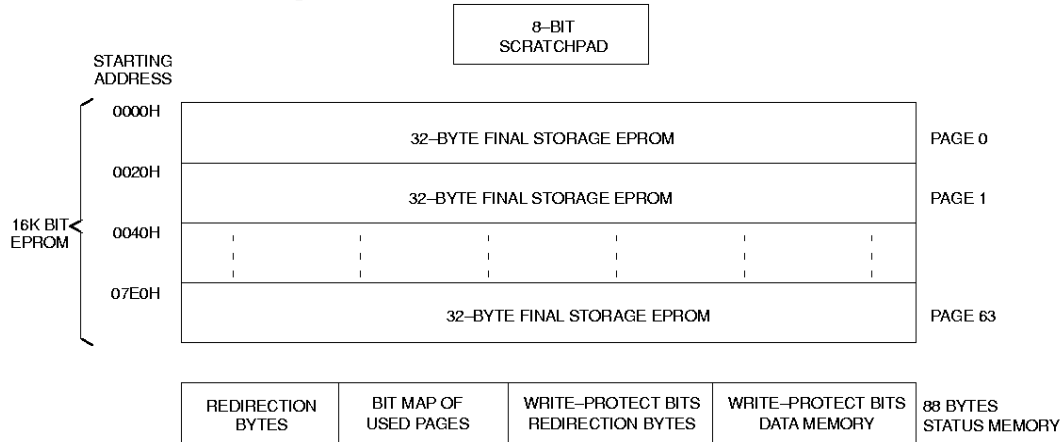 8–BIT
SCRATCHPAD
STARTING
ADDRESS
0000H
32–BYTE FINAL STORAGE EPROM
PAGE 0
0020H
32–BYTE FINAL STORAGE EPROM
PAGE 1
16K BIT
EPROM
0040H
07E0H
32–BYTE FINAL STORAGE EPROM
PAGE 63
REDIRECTION
BYTES
BIT MAP OF
USED PAGES
WRITE–PROTECT BITS
REDIRECTION BYTES
WRITE–PROTECT BITS
DATA MEMORY
88 BYTES
STATUS MEMORY